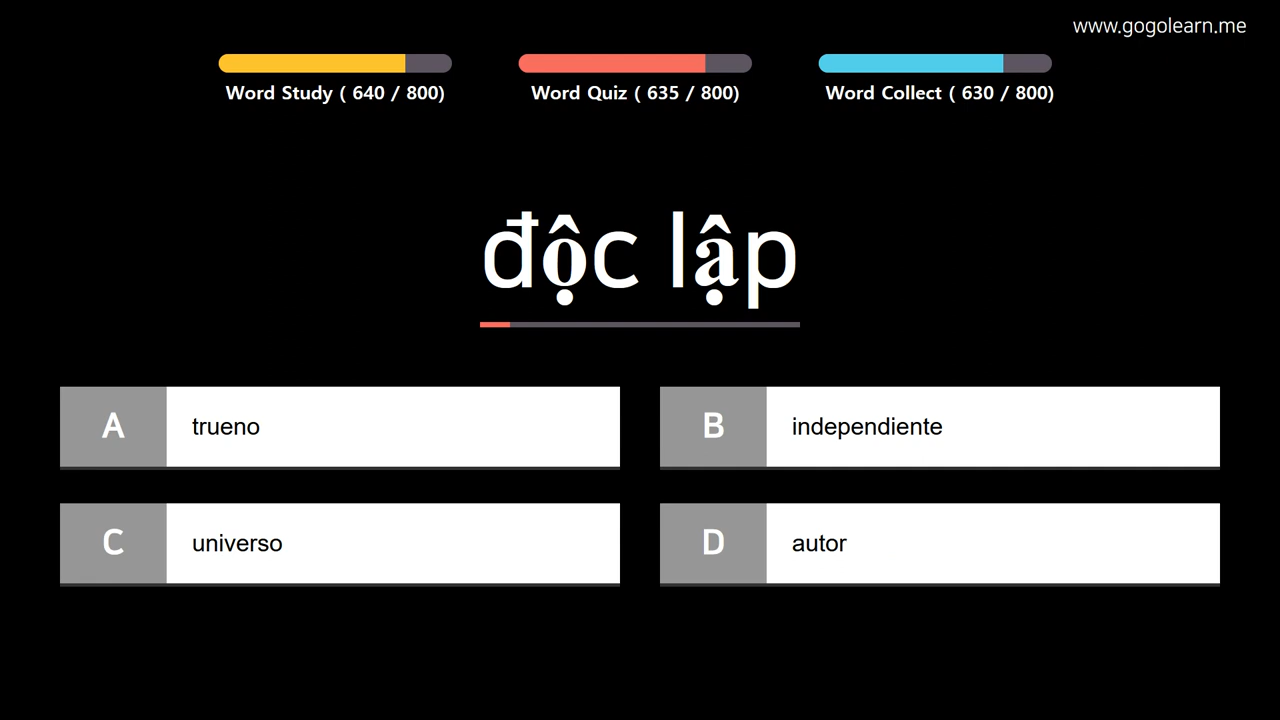 www.gogolearn.me
Word Study ( 640 / 800)
Word Quiz ( 635 / 800)
Word Collect ( 630 / 800)
độc lập
A trueno
B independiente
C universo
D autor